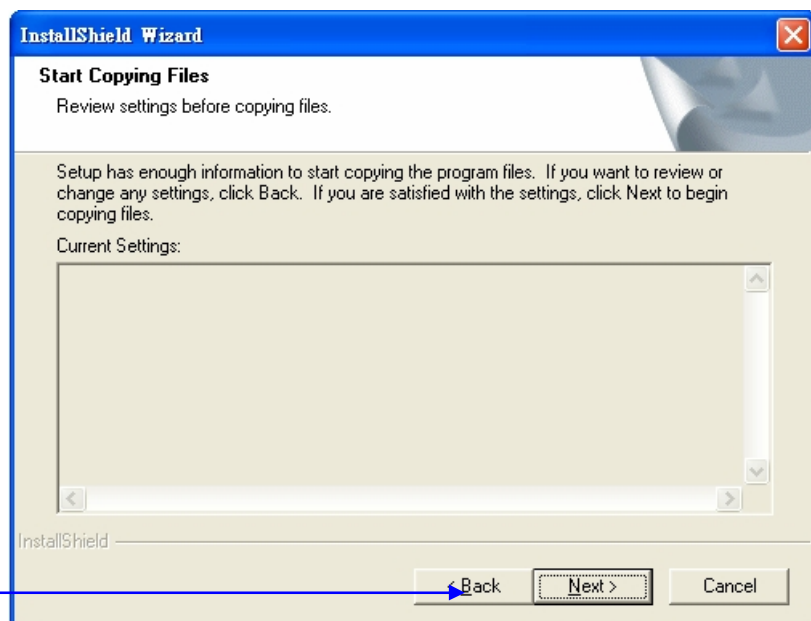 InstallShield Wizard
Start Copying Files
Review settings before copying files.
Setup has enough information to start copying the program files. If you want to review or
change any settings, click Back. If you are satisfied with the settings, click Next to begin
copying files.
Current Settings:
InstallShield
< Back Next > Cancel